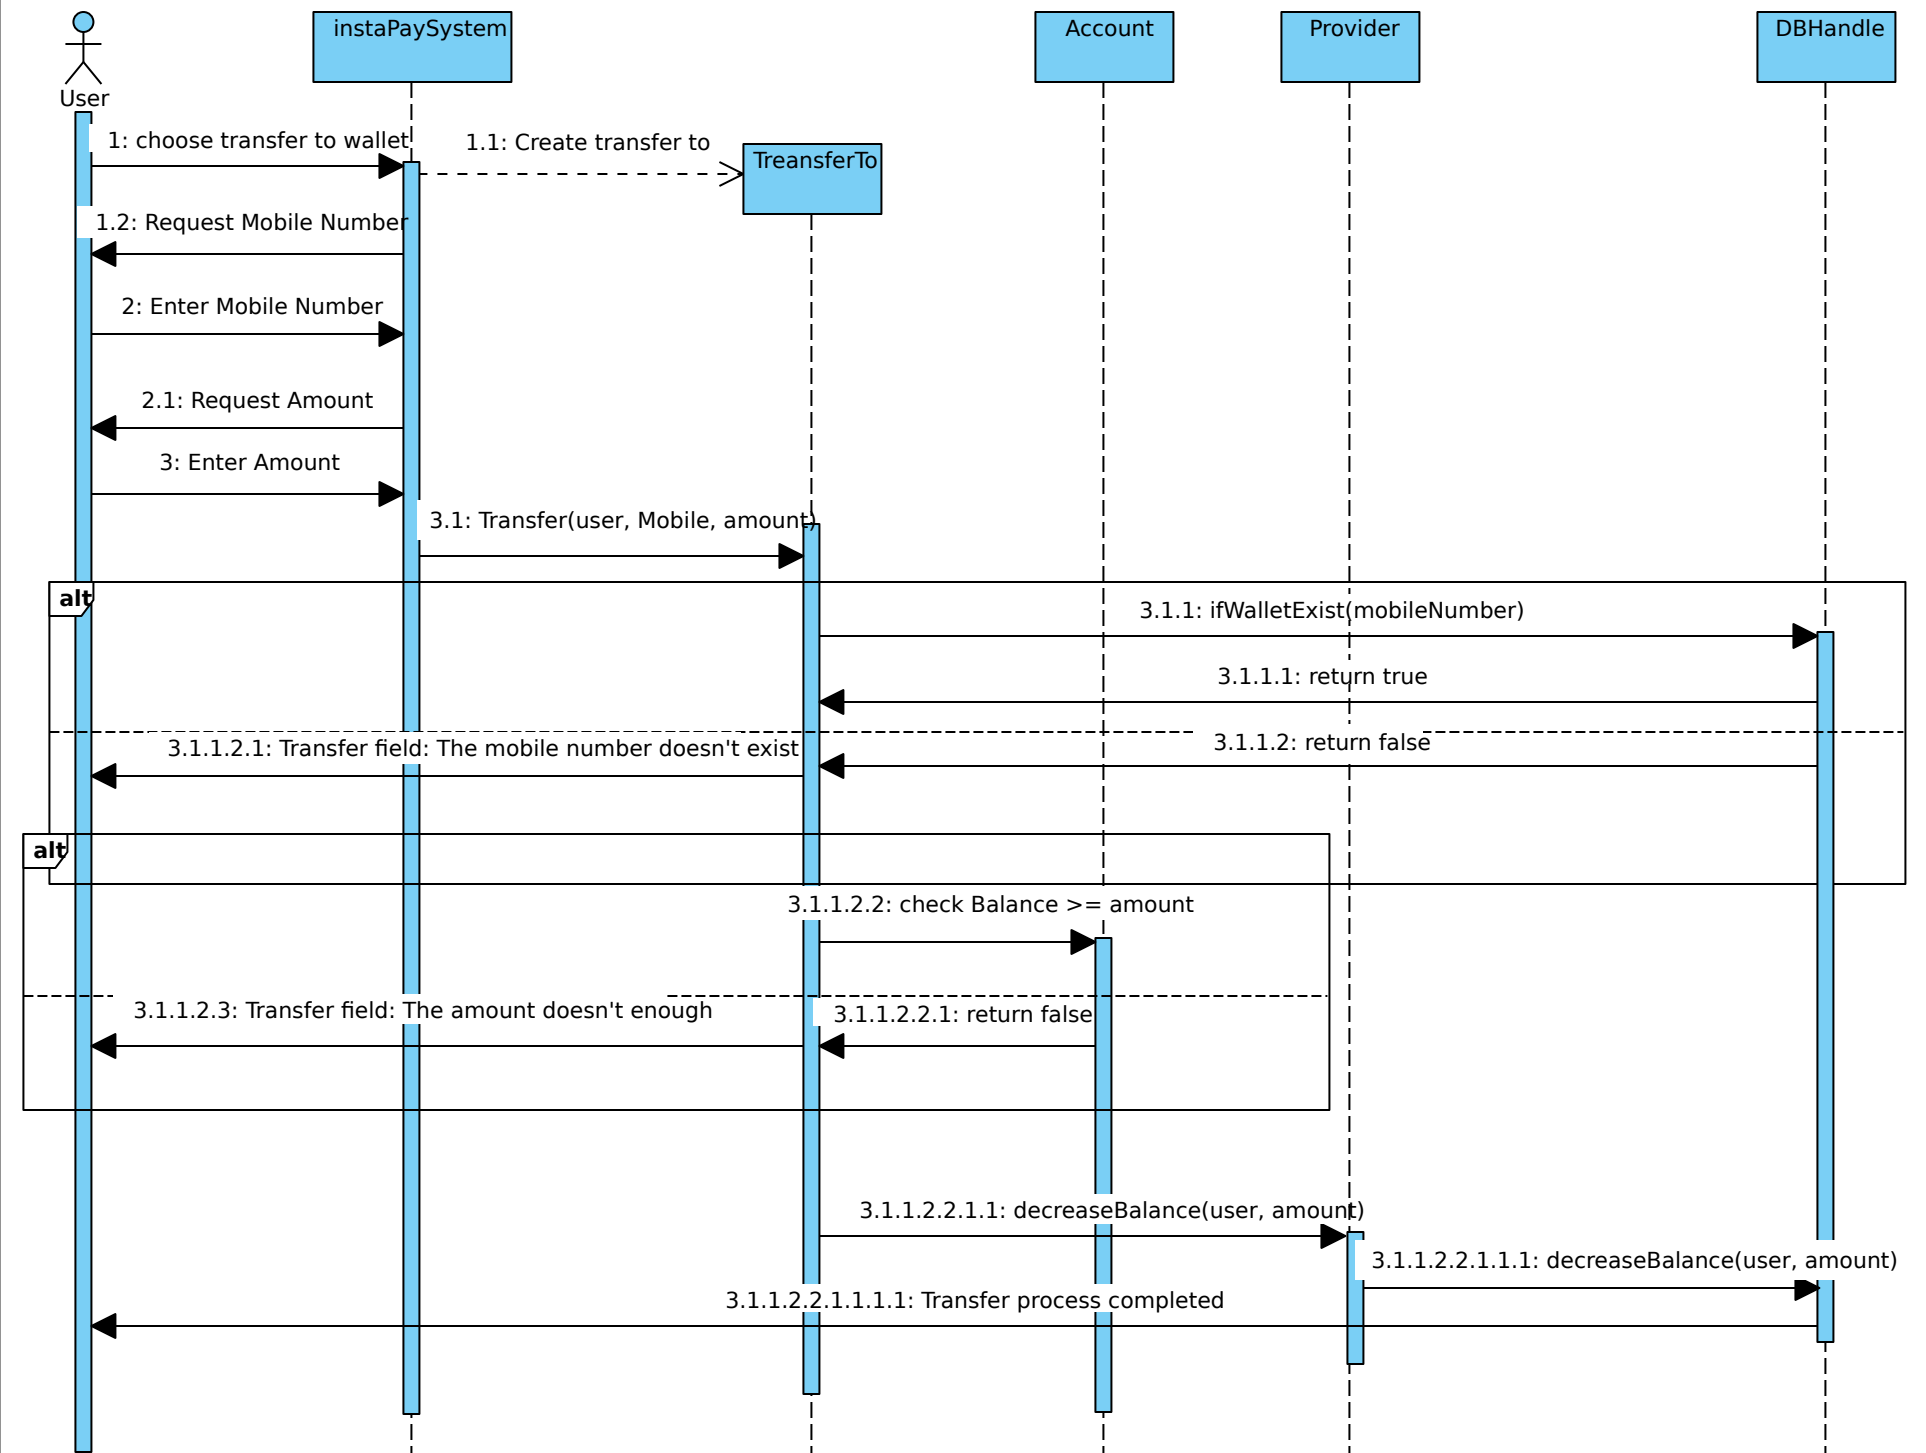 instaPaySystem
Account
Provider
DBHandle
User
1: choose transfer to wallet
1.1: Create transfer to
TreansferTo
1.2: Request Mobile Number
2: Enter Mobile Number
2.1: Request Amount
3: Enter Amount
3.1: Transfer(user, Mobile, amount)
alt
3.1.1: ifWalletExist(mobileNumber)
3.1.1.1: return true
3.1.1.2: return false
3.1.1.2.1: Transfer field: The mobile number doesn't exist
alt
3.1.1.2.2: check Balance >= amount
3.1.1.2.3: Transfer field: The amount doesn't enough
3.1.1.2.2.1: return false
3.1.1.2.2.1.1: decreaseBalance(user, amount)
3.1.1.2.2.1.1.1: decreaseBalance(user, amount)
3.1.1.2.2.1.1.1.1: Transfer process completed